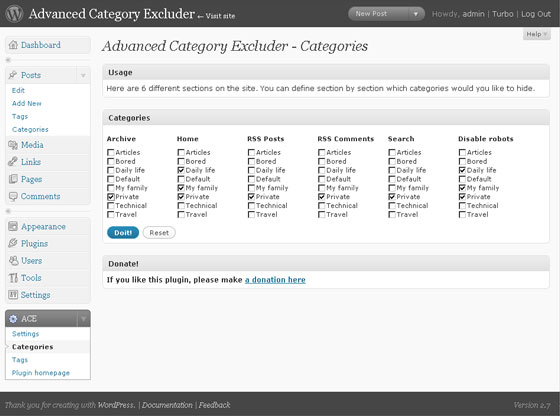 Advanced Category Excluder ← Visit site
New Post
Howdy, admin | Turbo | Log Out
Help
Dashboard
Posts
Edit
Add New
Tags
Categories
Media
Links
Pages
Comments
Appearance
Plugins
Users
Tools
Settings
ACE
Settings
Categories
Tags
Plugin homepage
Advanced Category Excluder - Categories
Usage
Here are 6 different sections on the site. You can define section by section which categories would you like to hide.
Categories
Archive
Articles
Bored
Daily life
Default
My family
Private
Technical
Travel
Home
Articles
Bored
Daily life
Default
My family
Private
Technical
Travel
RSS Posts
Articles
Bored
Daily life
Default
My family
Private
Technical
Travel
RSS Comments
Articles
Bored
Daily life
Default
My family
Private
Technical
Travel
Search
Articles
Bored
Daily life
Default
My family
Private
Technical
Travel
Disable robots
Articles
Bored
Daily life
Default
My family
Private
Technical
Travel
Doit!
Reset
Donate!
If you like this plugin, please make a donation here
Thank you for creating with WordPress. | Documentation | Feedback
Version 2.7